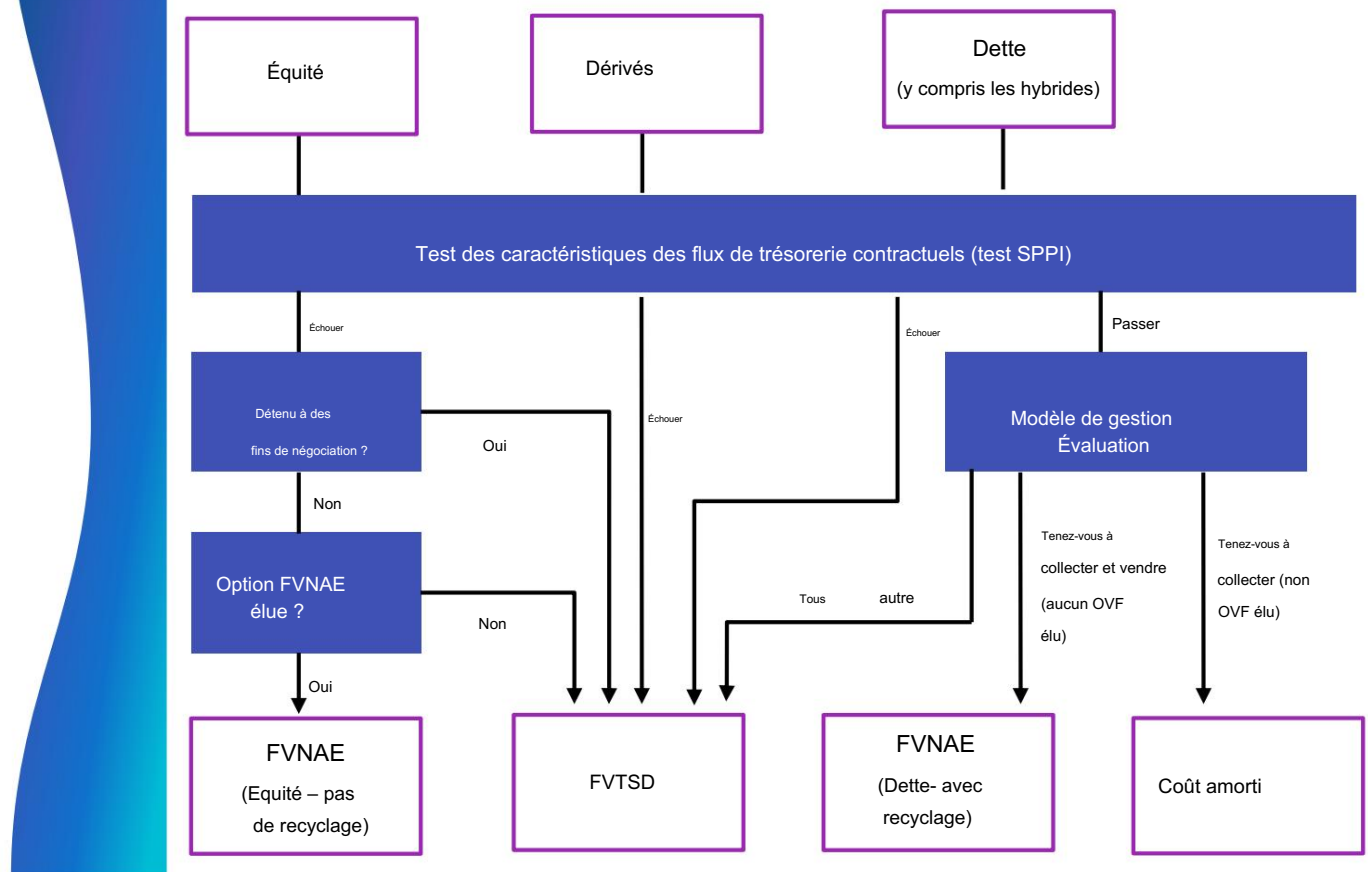 Équité
Dérivés
Dette
(y compris les hybrides)
Test des caractéristiques des flux de trésorerie contractuels (test SPPI)
Échouer
Échouer
Échouer
Passer
Détenu à des
fins de négociation ?
Oui
Non
Modèle de gestion
Évaluation
Option FVNAE
élue ?
Non
Oui
Tous autre
Tenez-vous à
collecter et vendre
(aucun OVF
élu)
Tenez-vous à
collecter (non
OVF élu)
FVNAE
(Equité – pas
de recyclage)
FVTSD
FVNAE
(Dette- avec
recyclage)
Coût amorti